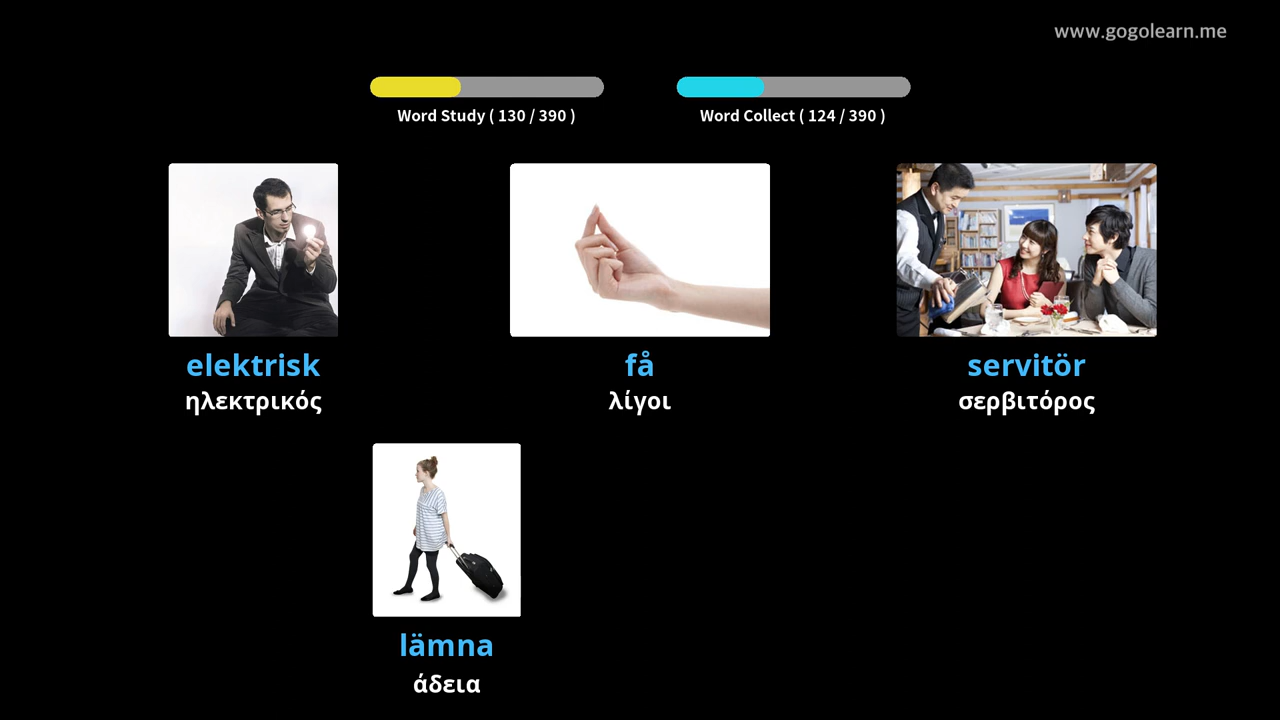 www.gogolearn.me
Word Study ( 130 / 390 )
Word Collect ( 124 / 390 )
elektrisk
ηλεκτρικός
få
λίγοι
servitör
σερβιτόρος
lämna
άδεια